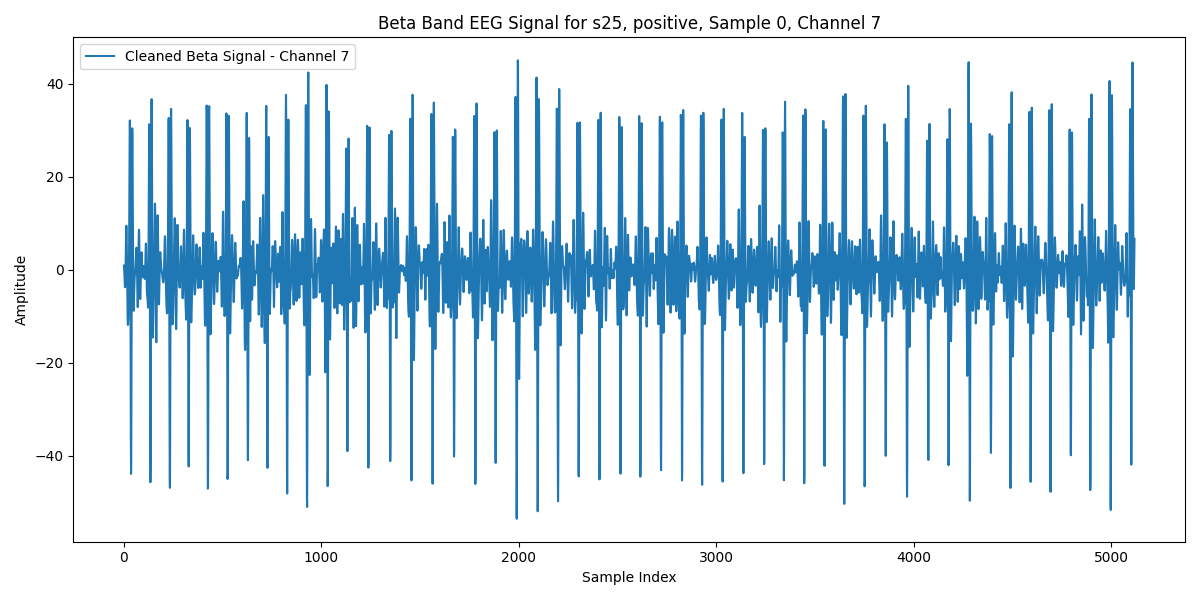 Beta Band EEG Signal for s25, positive, Sample 0, Channel 7
Cleaned Beta Signal - Channel 7
Amplitude
40
20
0
−20
−40
0
1000
2000
3000
4000
5000
Sample Index